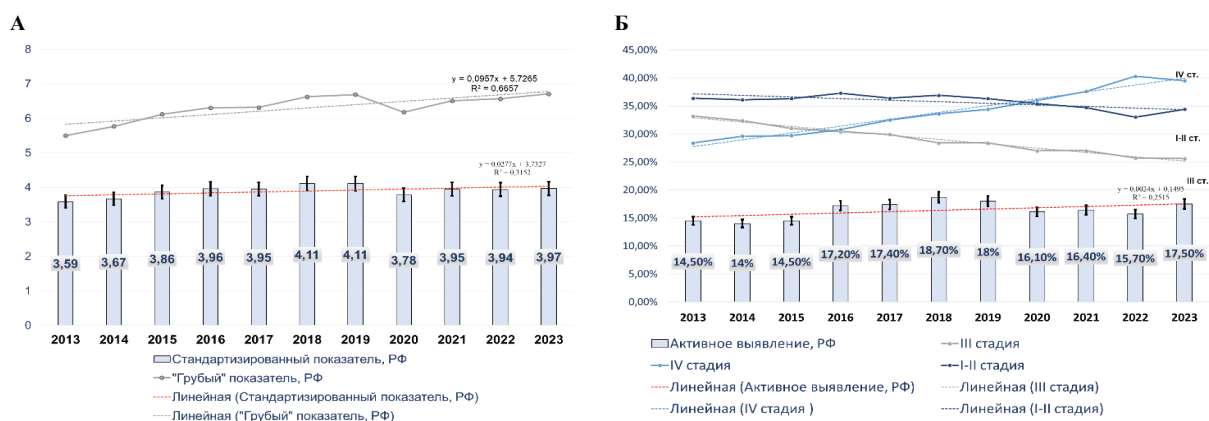 А
8
7
6
5
4
3
2
1
0
y = 0,0957x + 5,7265
R² = 0,6657
y = 0,0277x + 3,7327
R² = 0,3152
3,59 3,67 3,86 3,96 3,95 4,11 4,11 3,78 3,95 3,94 3,97
2013 2014 2015 2016 2017 2018 2019 2020 2021 2022 2023
Стандартизированный показатель, РФ
"Грубый" показатель, РФ
Линейная (Стандартизированный показатель, РФ)
Линейная ("Грубый" показатель, РФ)
Б
45,00%
40,00%
35,00%
30,00%
25,00%
20,00%
15,00%
10,00%
5,00%
0,00%
IV ст.
I-II ст.
III ст.
y = 0,0024x + 0,1495
R² = 0,2515
14,50% 14% 14,50% 17,20% 17,40% 18,70% 18% 16,10% 16,40% 15,70% 17,50%
2013 2014 2015 2016 2017 2018 2019 2020 2021 2022 2023
Активное выявление, РФ
III стадия
IV стадия
I-II стадия
Линейная (Активное выявление, РФ)
Линейная (III стадия)
Линейная (IV стадия )
Линейная (I-II стадия)